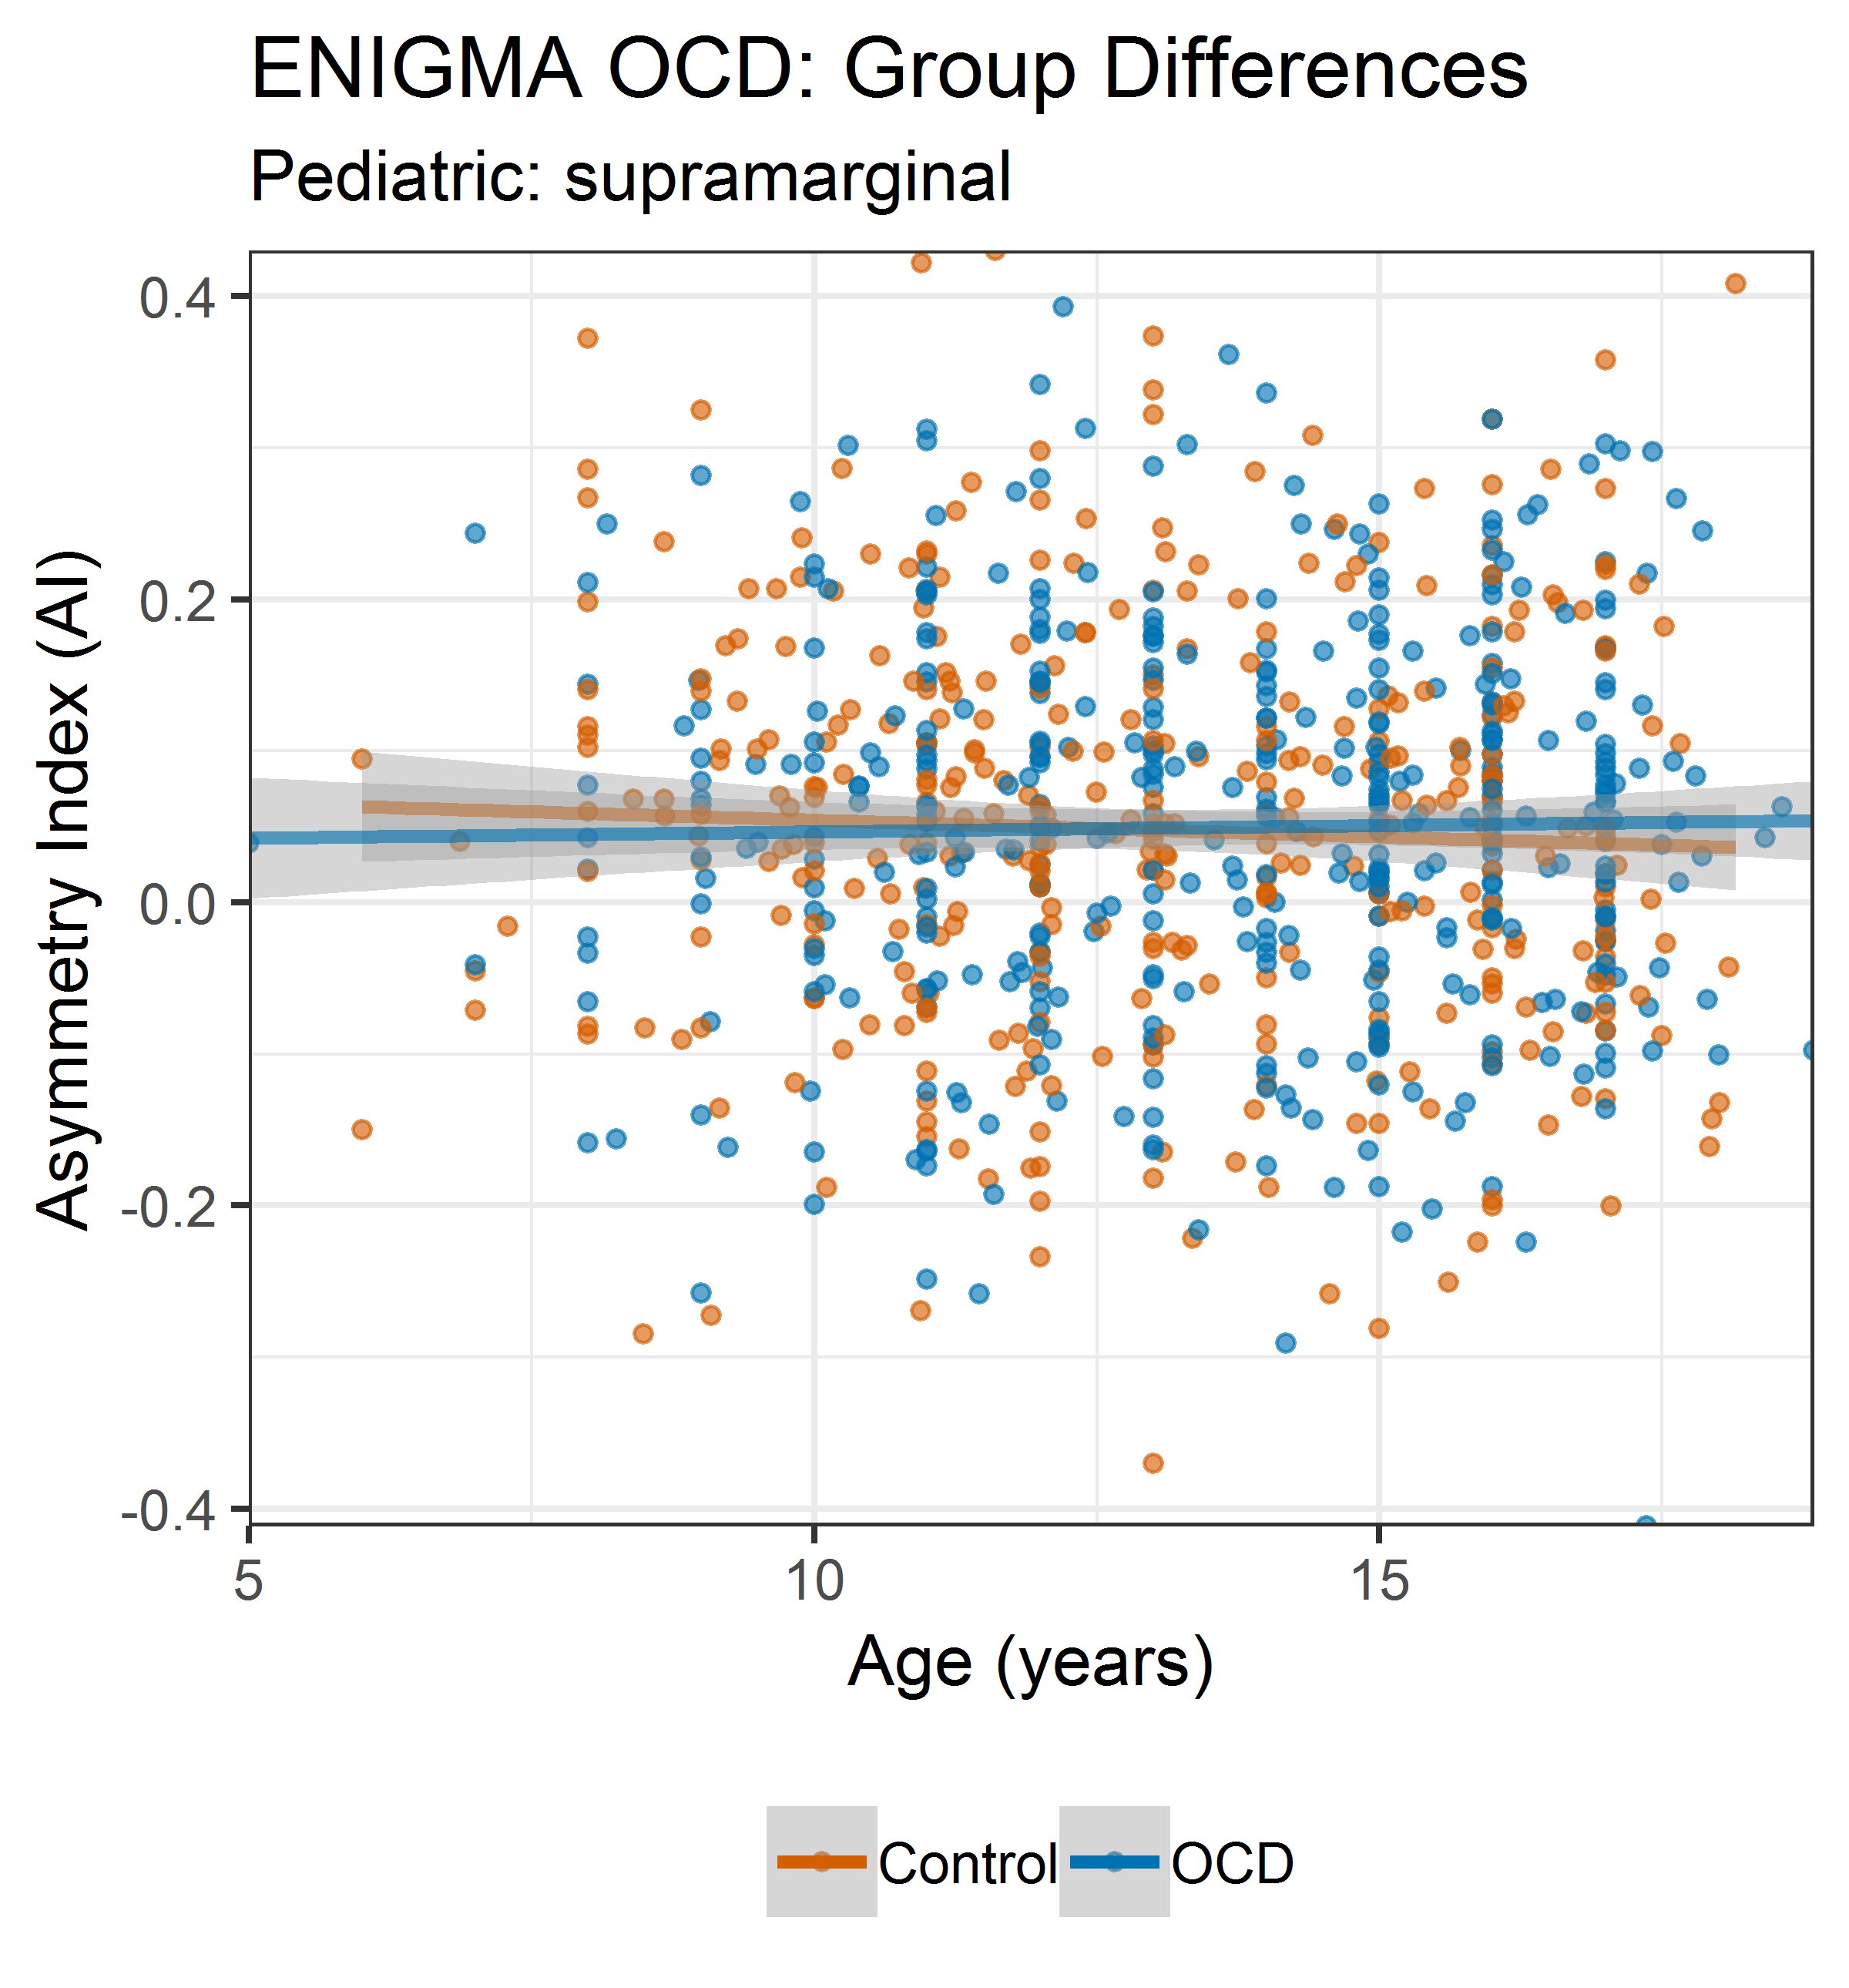 ENIGMA OCD: Group Differences
Pediatric: supramarginal
Asymmetry Index (AI)
0.4
0.2
0.0
-0.2
-0.4
5 10 15
Age (years)
Control OCD